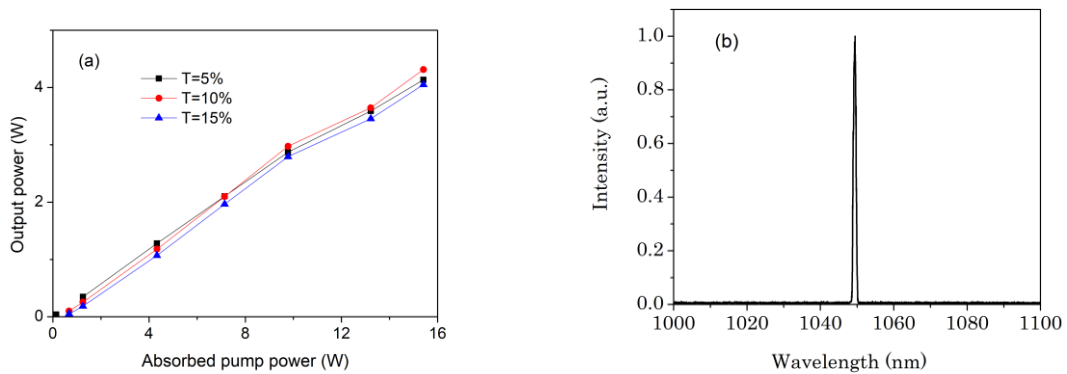 (a)
T=5%
T=10%
T=15%
4
2
0
0 4 8 12 16
Output power (W)
Absorbed pump power (W)
(b)
1.0
0.8
0.6
0.4
0.2
0.0
1000 1020 1040 1060 1080 1100
Intensity (a.u.)
Wavelength (nm)